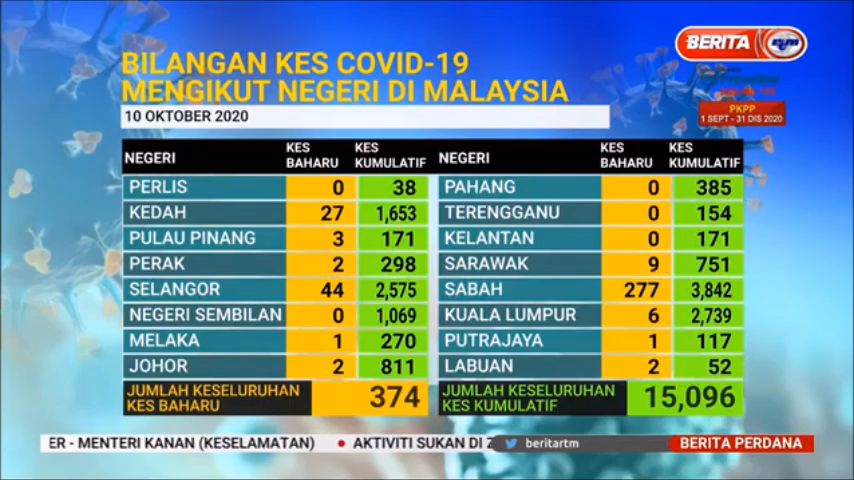 BERITA
BILANGAN KES COVID-19
MENGIKUT NEGERI DI MALAYSIA
10 OKTOBER 2020
PKPP
1 SEPT - 31 DIS 2020
NEGERI KES BAHARU KES KUMULATIF NEGERI KES BAHARU KES KUMULATIF
PERLIS 0 38 PAHANG 0 385
KEDAH 27 1,653 TERENGGANU 0 154
PULAU PINANG 3 171 KELANTAN 0 171
PERAK 2 298 SARAWAK 9 751
SELANGOR 44 2,575 SABAH 277 3,842
NEGERI SEMBILAN 0 1,069 KUALA LUMPUR 6 2,739
MELAKA 1 270 PUTRAJAYA 1 117
JOHOR 2 811 LABUAN 2 52
JUMLAH KESELURUHAN KES BAHARU 374 JUMLAH KESELURUHAN KES KUMULATIF 15,096
ER - MENTERI KANAN (KESELAMATAN) • AKTIVITI SUKAN DI Z beritartm BERITA PERDANA